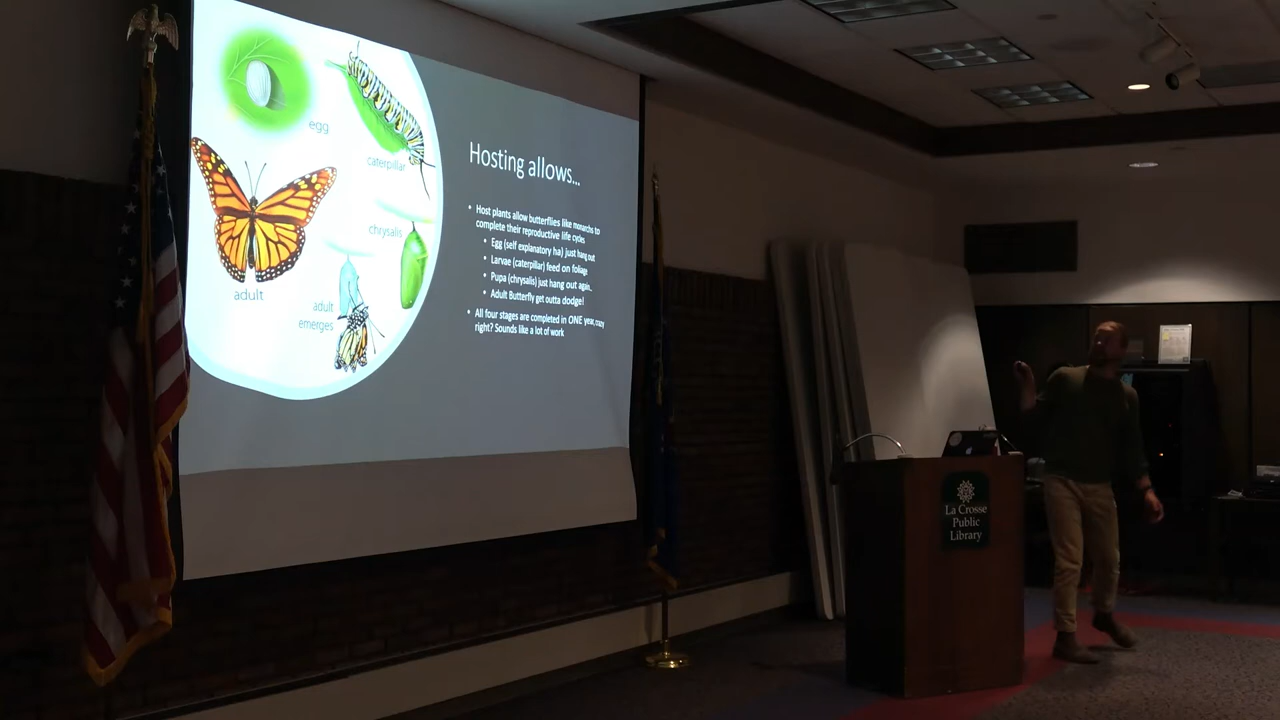 egg
caterpillar
chrysalis
adult
adult
emerges
Hosting allows...
• Host plants allow butterflies like monarchs to
complete their reproductive life cycles
• Egg (self explanatory ha) just hang out
• Larvae (caterpillar) feed on foliage
• Pupa (chrysalis) just hang out again..
• Adult Butterfly get outta dodge!
• All four stages are completed in ONE year, crazy
right? Sounds like a lot of work
La Crosse
Public
Library